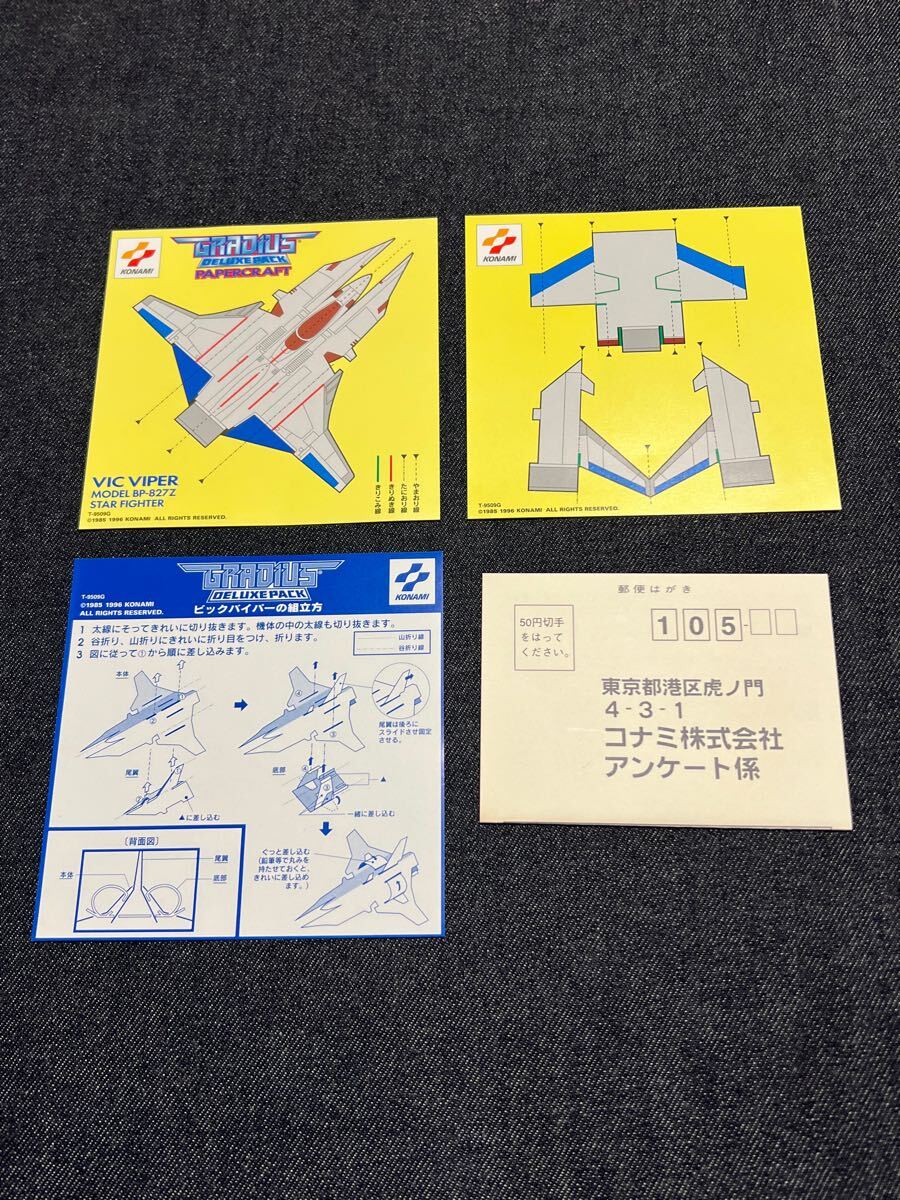 KONAMI
GRADIUS
DELUXE PACK
PAPERCRAFT
VIC VIPER
MODEL BP-827Z
STAR FIGHTER
T-9509G
©1985 1996 KONAMI ALL RIGHTS RESERVED.
きりこみ線
きりぬき線
たにおり線
やまおり線
KONAMI
T-9509G
©1985 1996 KONAMI ALL RIGHTS RESERVED.
T-9509G
©1985 1996 KONAMI
ALL RIGHTS RESERVED.
GRADIUS
DELUXE PACK
KONAMI
ビックバイパーの組立方
1 太線にそってきれいに切り抜きます。機体の中の太線も切り抜きます。
2 谷折り、山折りにきれいに折り目をつけ、折ります。
3 図に従って①から順に差し込みます。
山折り線
谷折り線
本体
①
②
尾翼
①
②
▲に差し込む
④
③
尾翼は後ろに
スライドさせ固定
させる。
底部
④
③
▲
一緒に差し込む
ぐっと差し込む
(鉛筆等で丸みを
持たせておくと、
きれいに差し込め
ます。)
1
〔背面図〕
尾翼
本体
底部
郵便はがき
50円切手
をはって
ください。
105-
東京都港区虎ノ門
4-3-1
コナミ株式会社
アンケート係